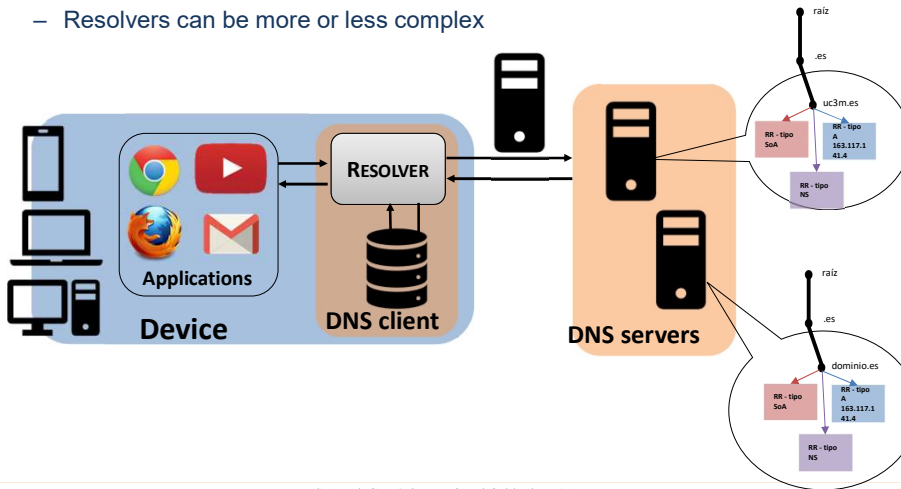 – Resolvers can be more or less complex
raíz
.es
uc3m.es
RR - tipo
SoA
RR - tipo
A
163.117.1
41.4
RR - tipo
NS
RESOLVER
Applications
Device
DNS client
DNS servers
raíz
.es
dominio.es
RR - tipo
SoA
RR - tipo
A
163.117.1
41.4
RR - tipo
NS